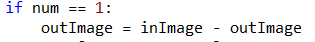 if num == 1:
    outImage = inImage - outImage